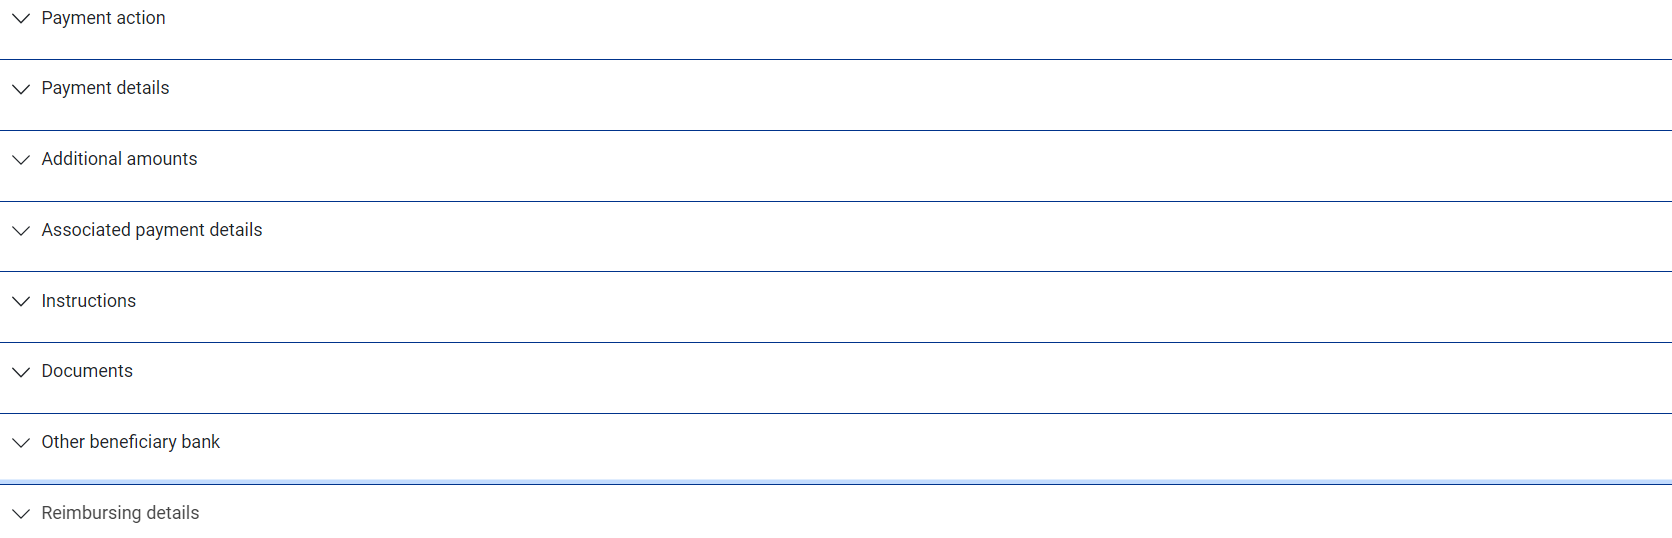 Payment action
Payment details
Additional amounts
Associated payment details
Instructions
Documents
Other beneficiary bank
Reimbursing details